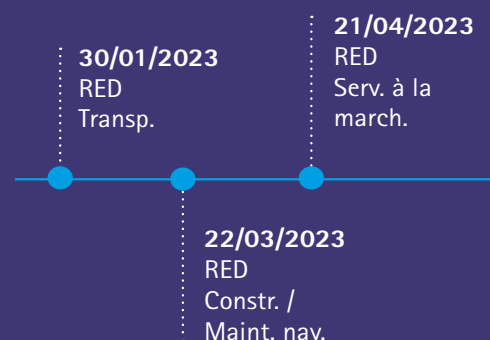 30/01/2023
RED
Transp.
22/03/2023
RED
Constr. /
Maint. nav.
21/04/2023
RED
Serv. à la
march.